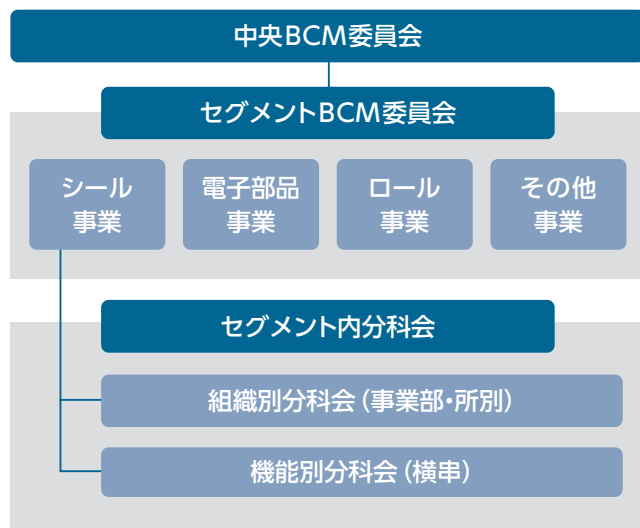 中央BCM委員会
セグメントBCM委員会
シール
事業
電子部品
事業
ロール
事業
その他
事業
セグメント内分科会
組織別分科会（事業部・所別）
機能別分科会（横串）